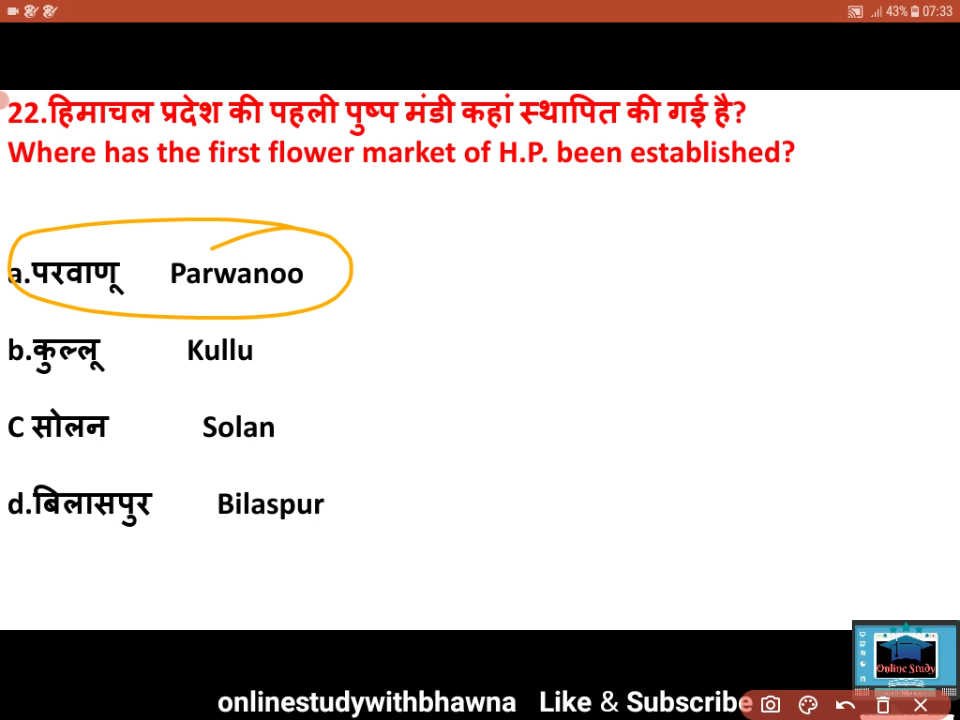 43% 07:33
22.हिमाचल प्रदेश की पहली पुष्प मंडी कहां स्थापित की गई है?
Where has the first flower market of H.P. been established?
a.परवाणू Parwanoo
b.कुल्लू Kullu
C सोलन Solan
d.बिलासपुर Bilaspur
Online Study
onlinestudywithbhawna Like & Subscribe